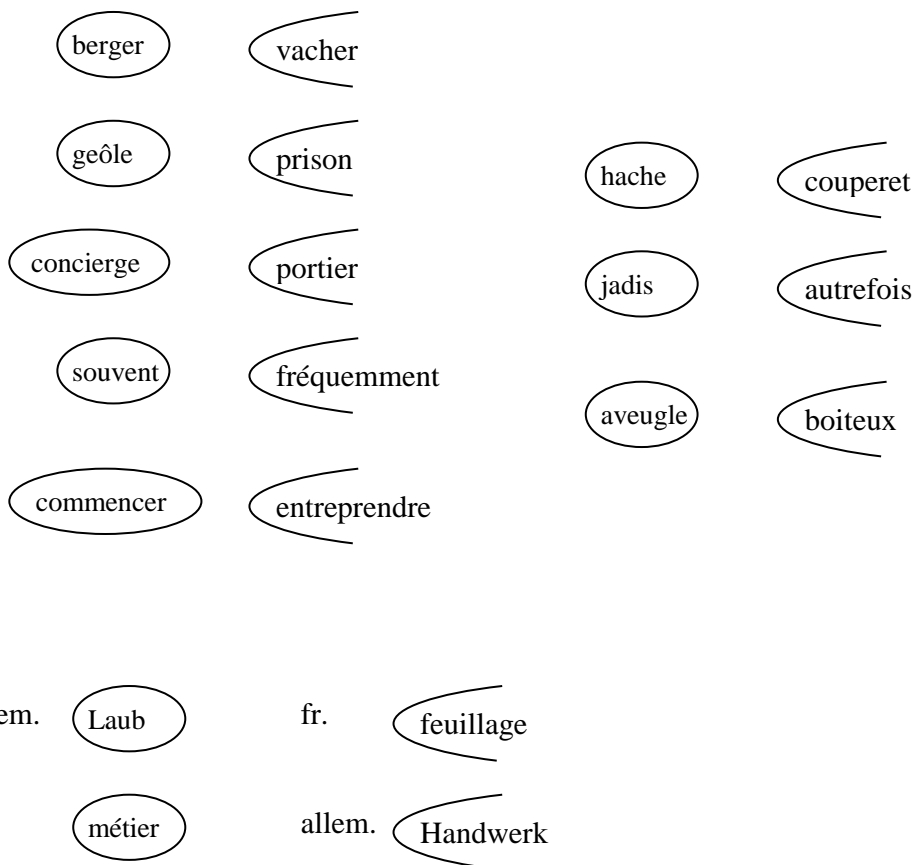 berger vacher
geôle prison
hache couperet
concierge portier
jadis autrefois
souvent fréquemment
aveugle boiteux
commencer entreprendre
em. Laub fr. feuillage
métier allem. Handwerk